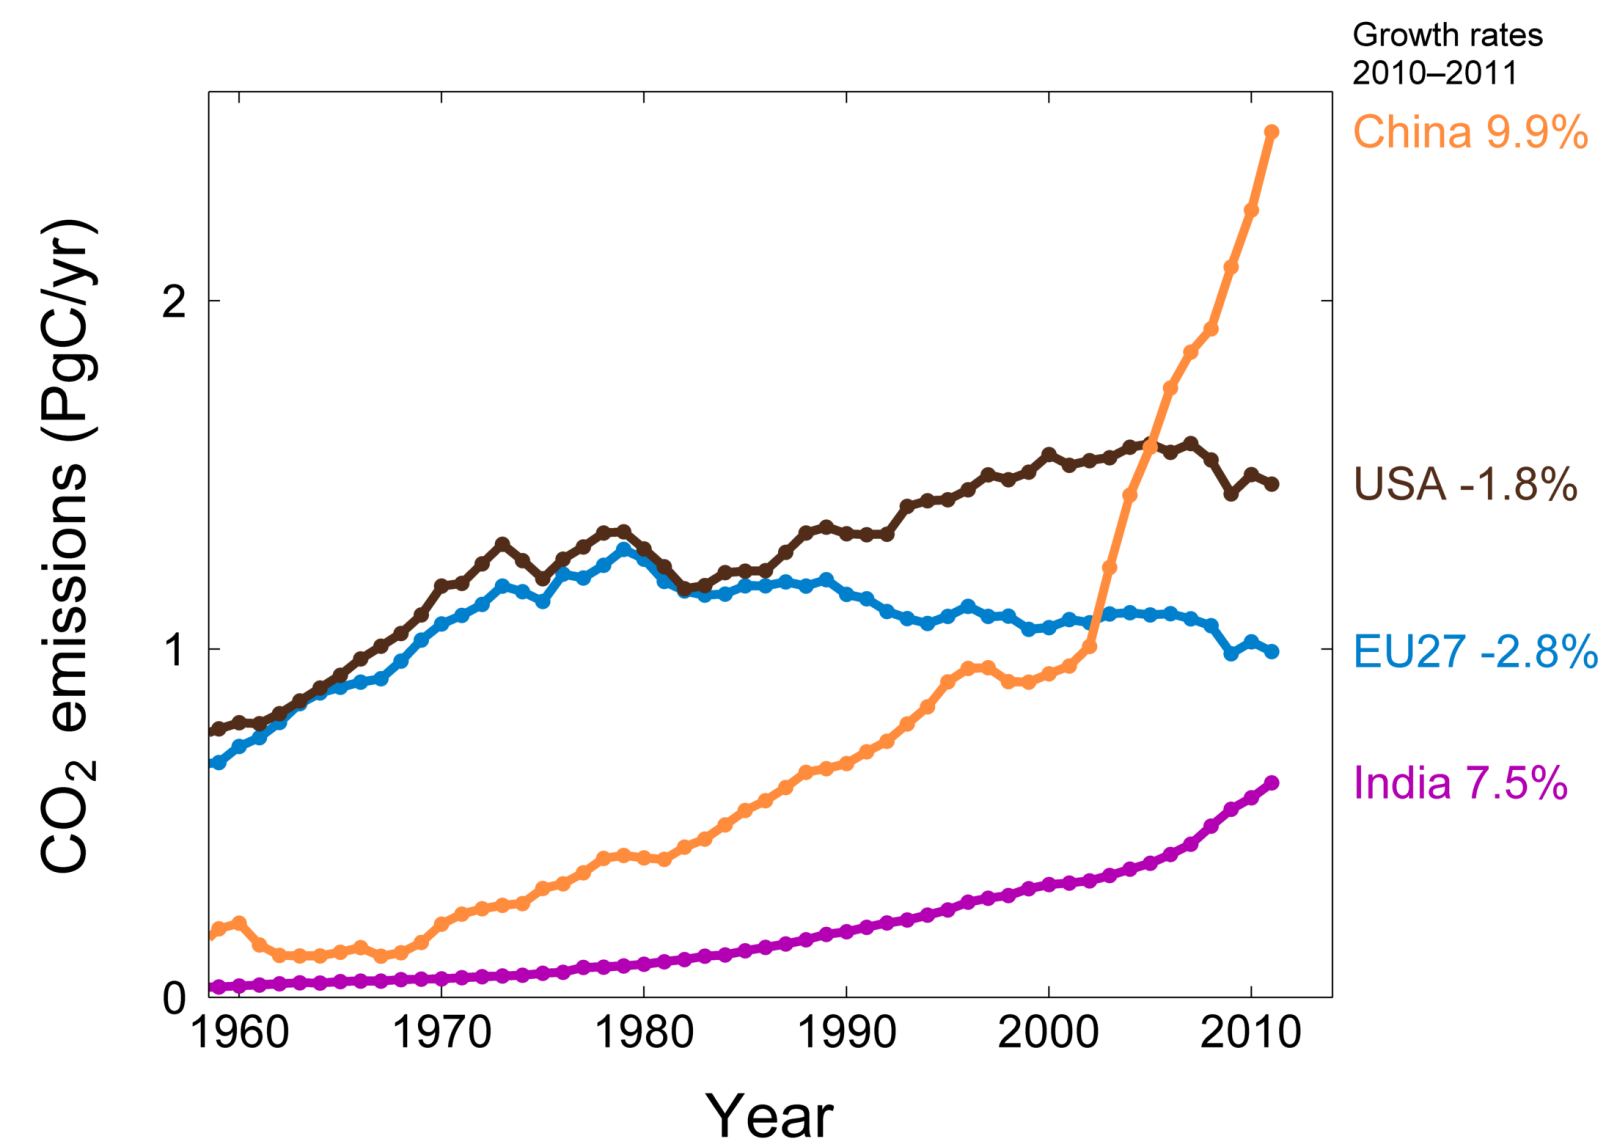 Growth rates
2010–2011
China 9.9%
USA -1.8%
EU27 -2.8%
India 7.5%
CO₂ emissions (PgC/yr)
2
1
0
1960 1970 1980 1990 2000 2010
Year